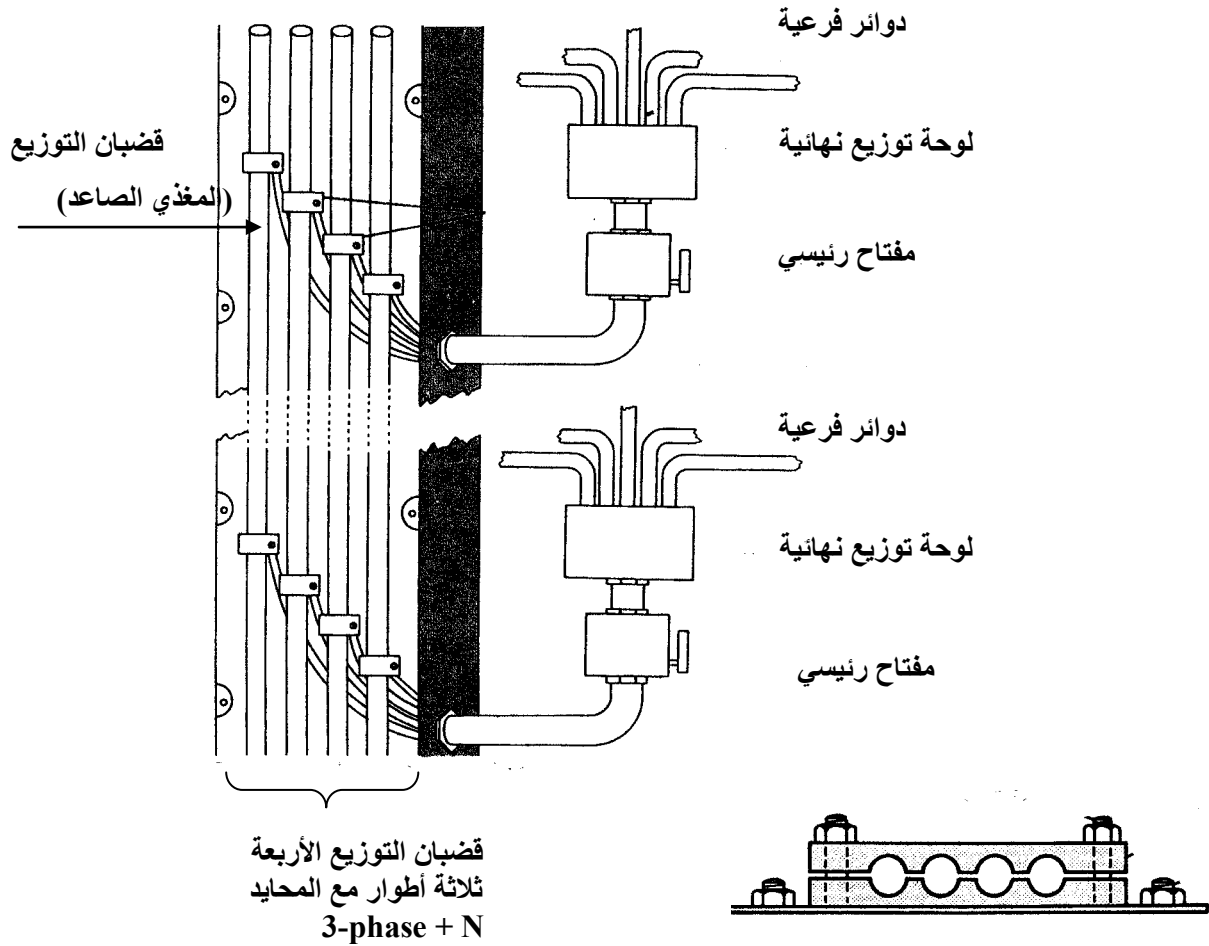 دوائر فرعية
لوحة توزيع نهائية
قضبان التوزيع
(المغذي الصاعد)
مفتاح رئيسي
دوائر فرعية
لوحة توزيع نهائية
مفتاح رئيسي
قضبان التوزيع الأربعة
ثلاثة أطوار مع المحايد
3-phase + N